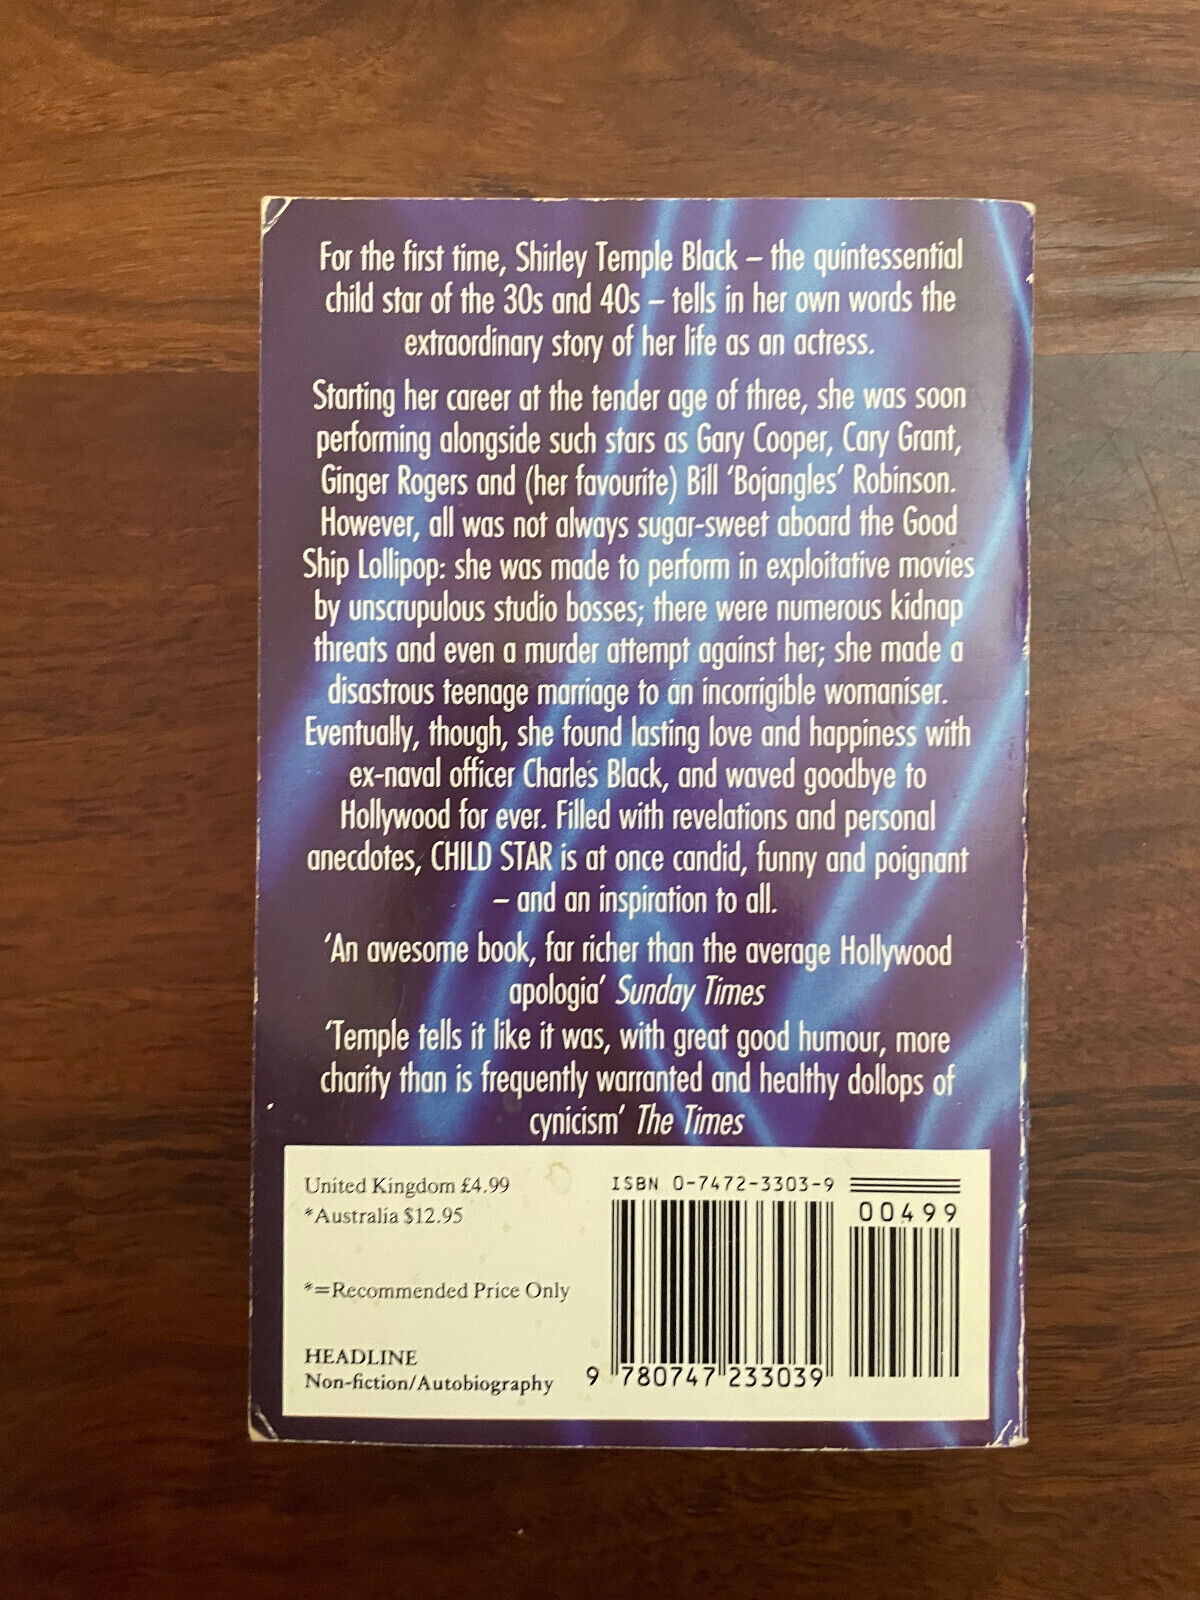 For the first time, Shirley Temple Black – the quintessential
child star of the 30s and 40s – tells in her own words the
extraordinary story of her life as an actress.
Starting her career at the tender age of three, she was soon
performing alongside such stars as Gary Cooper, Cary Grant,
Ginger Rogers and (her favourite) Bill ‘Bojangles’ Robinson.
However, all was not always sugar-sweet aboard the Good
Ship Lollipop: she was made to perform in exploitative movies
by unscrupulous studio bosses; there were numerous kidnap
threats and even a murder attempt against her; she made a
disastrous teenage marriage to an incorrigible womaniser.
Eventually, though, she found lasting love and happiness with
ex-naval officer Charles Black, and waved goodbye to
Hollywood for ever. Filled with revelations and personal
anecdotes, CHILD STAR is at once candid, funny and poignant
– and an inspiration to all.
‘An awesome book, far richer than the average Hollywood
apologia’ Sunday Times
‘Temple tells it like it was, with great good humour, more
charity than is frequently warranted and healthy dollops of
cynicism’ The Times
United Kingdom £4.99
*Australia $12.95
*=Recommended Price Only
HEADLINE
Non-fiction/Autobiography
ISBN 0-7472-3303-9
00499
9 780747 233039